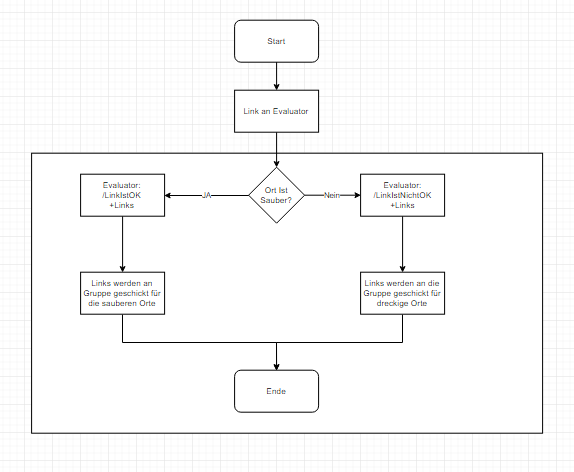 Start
Link an Evaluator
Ort Ist
Sauber?
JA
Nein
Evaluator:
/LinkIstOK
+Links
Evaluator:
/LinkIstNichtOK
+Links
Links werden an
Gruppe geschickt für
die sauberen Orte
Links werden an die
Gruppe geschickt für
dreckige Orte
Ende